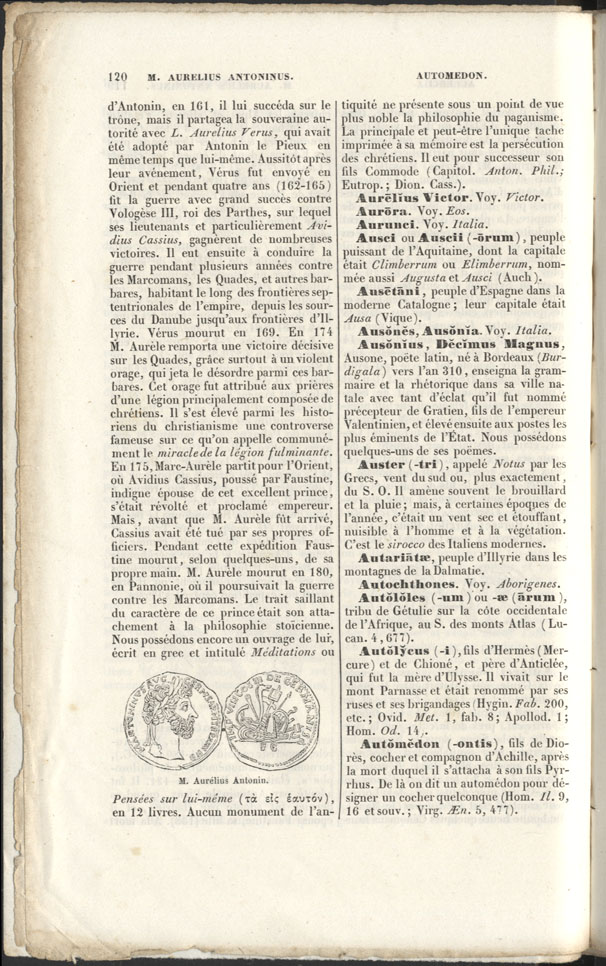 120 M. AURELIUS ANTONINUS. AUTOMEDON.
d'Antonin, en 161, il lui succéda sur le
trône, mais il partagea la souveraine au-
torité avec L. Aurelius Verus, qui avait
été adopté par Antonin le Pieux en
même temps que lui-même. Aussitôt après
leur avénement, Vérus fut envoyé en
Orient et pendant quatre ans (162-165)
fit la guerre avec grand succès contre
Vologèse III, roi des Parthes, sur lequel
ses lieutenants et particulièrement Avi-
dius Cassius, gagnèrent de nombreuses
victoires. Il eut ensuite à conduire la
guerre pendant plusieurs années contre
les Marcomans, les Quades, et autres bar-
bares, habitant le long des frontières sep-
tentrionales de l'empire, depuis les sour-
ces du Danube jusqu'aux frontières d'Il-
lyrie. Vérus mourut en 169. En 174
M. Aurèle remporta une victoire décisive
sur les Quades, grâce surtout à un violent
orage, qui jeta le désordre parmi ces bar-
bares. Cet orage fut attribué aux prières
d'une légion principalement composée de
chrétiens. Il s'est élevé parmi les histo-
riens du christianisme une controverse
fameuse sur ce qu'on appelle communé-
ment le miracle de la légion fulminante.
En 175, Marc-Aurèle partit pour l'Orient,
où Avidius Cassius, poussé par Faustine,
indigne épouse de cet excellent prince,
s'était révolté et proclamé empereur.
Mais, avant que M. Aurèle fût arrivé,
Cassius avait été tué par ses propres of-
ficiers. Pendant cette expédition Faus-
tine mourut, selon quelques-uns, de sa
propre main. M. Aurèle mourut en 180,
en Pannonie, où il poursuivait la guerre
contre les Marcomans. Le trait saillant
du caractère de ce prince était son atta-
chement à la philosophie stoïcienne.
Nous possédons encore un ouvrage de lui,
écrit en grec et intitulé Méditations ou
M. Aurélius Antonin.
Pensées sur lui-même (τὰ εἰς ἑαυτόν),
en 12 livres. Aucun monument de l'an-
tiquité ne présente sous un point de vue
plus noble la philosophie du paganisme.
La principale et peut-être l'unique tache
imprimée à sa mémoire est la persécution
des chrétiens. Il eut pour successeur son
fils Commode (Capitol. Anton. Phil.;
Eutrop.; Dion. Cass.).
Aurēlĭus Victor. Voy. Victor.
Aurōra. Voy. Eos.
Aurunci. Voy. Italia.
Ausci ou Auscii (-ōrum), peuple
puissant de l'Aquitaine, dont la capitale
était Climberrum ou Elimberrum, nom-
mée aussi Augusta et Ausci (Auch).
Ausētāni, peuple d'Espagne dans la
moderne Catalogne; leur capitale était
Ausa (Vique).
Ausŏnēs, Ausŏnĭa. Voy. Italia.
Ausŏnĭus, Dĕcĭmus Magnus,
Ausone, poëte latin, né à Bordeaux (Bur-
digala) vers l'an 310, enseigna la gram-
maire et la rhétorique dans sa ville na-
tale avec tant d'éclat qu'il fut nommé
précepteur de Gratien, fils de l'empereur
Valentinien, et élevé ensuite aux postes les
plus éminents de l'État. Nous possédons
quelques-uns de ses poëmes.
Auster (-tri), appelé Notus par les
Grecs, vent du sud ou, plus exactement,
du S. O. Il amène souvent le brouillard
et la pluie; mais, à certaines époques de
l'année, c'était un vent sec et étouffant,
nuisible à l'homme et à la végétation.
C'est le sirocco des Italiens modernes.
Autariātæ, peuple d'Illyrie dans les
montagnes de la Dalmatie.
Autochthones. Voy. Aborigenes.
Autŏlŏles (-um) ou -æ (ārum),
tribu de Gétulie sur la côte occidentale
de l'Afrique, au S. des monts Atlas (Lu-
can. 4, 677).
Autŏlўcus (-i), fils d'Hermès (Mer-
cure) et de Chioné, et père d'Anticlée,
qui fut la mère d'Ulysse. Il vivait sur le
mont Parnasse et était renommé par ses
ruses et ses brigandages (Hygin. Fab. 200,
etc.; Ovid. Met. 1, fab. 8; Apollod. 1;
Hom. Od. 14.
Autŏmĕdon (-ontis), fils de Dio-
rès, cocher et compagnon d'Achille, après
la mort duquel il s'attacha à son fils Pyr-
rhus. De là on dit un automédon pour dé-
signer un cocher quelconque (Hom. Il. 9,
16 et souv.; Virg. Æn. 5, 477).